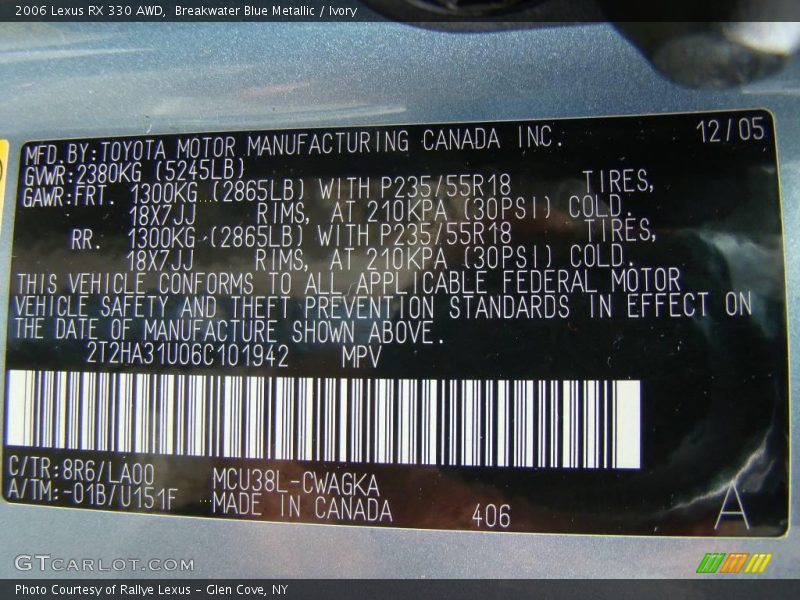 2006 Lexus RX 330 AWD, Breakwater Blue Metallic / Ivory
12/05
MFD.BY:TOYOTA MOTOR MANUFACTURING CANADA INC.
GVWR:2380KG (5245LB)
GAWR:FRT. 1300KG (2865LB) WITH P235/55R18 TIRES,
18X7JJ RIMS, AT 210KPA (30PSI) COLD.
RR. 1300KG (2865LB) WITH P235/55R18 TIRES,
18X7JJ RIMS, AT 210KPA (30PSI) COLD.
THIS VEHICLE CONFORMS TO ALL APPLICABLE FEDERAL MOTOR
VEHICLE SAFETY AND THEFT PREVENTION STANDARDS IN EFFECT ON
THE DATE OF MANUFACTURE SHOWN ABOVE.
2T2HA31U06C101942 MPV
C/TR:8R6/LA00 MCU38L-CWAGKA
A/TM:-01B/U151F MADE IN CANADA 406 A
GTCARLOT.COM
Photo Courtesy of Rallye Lexus - Glen Cove, NY